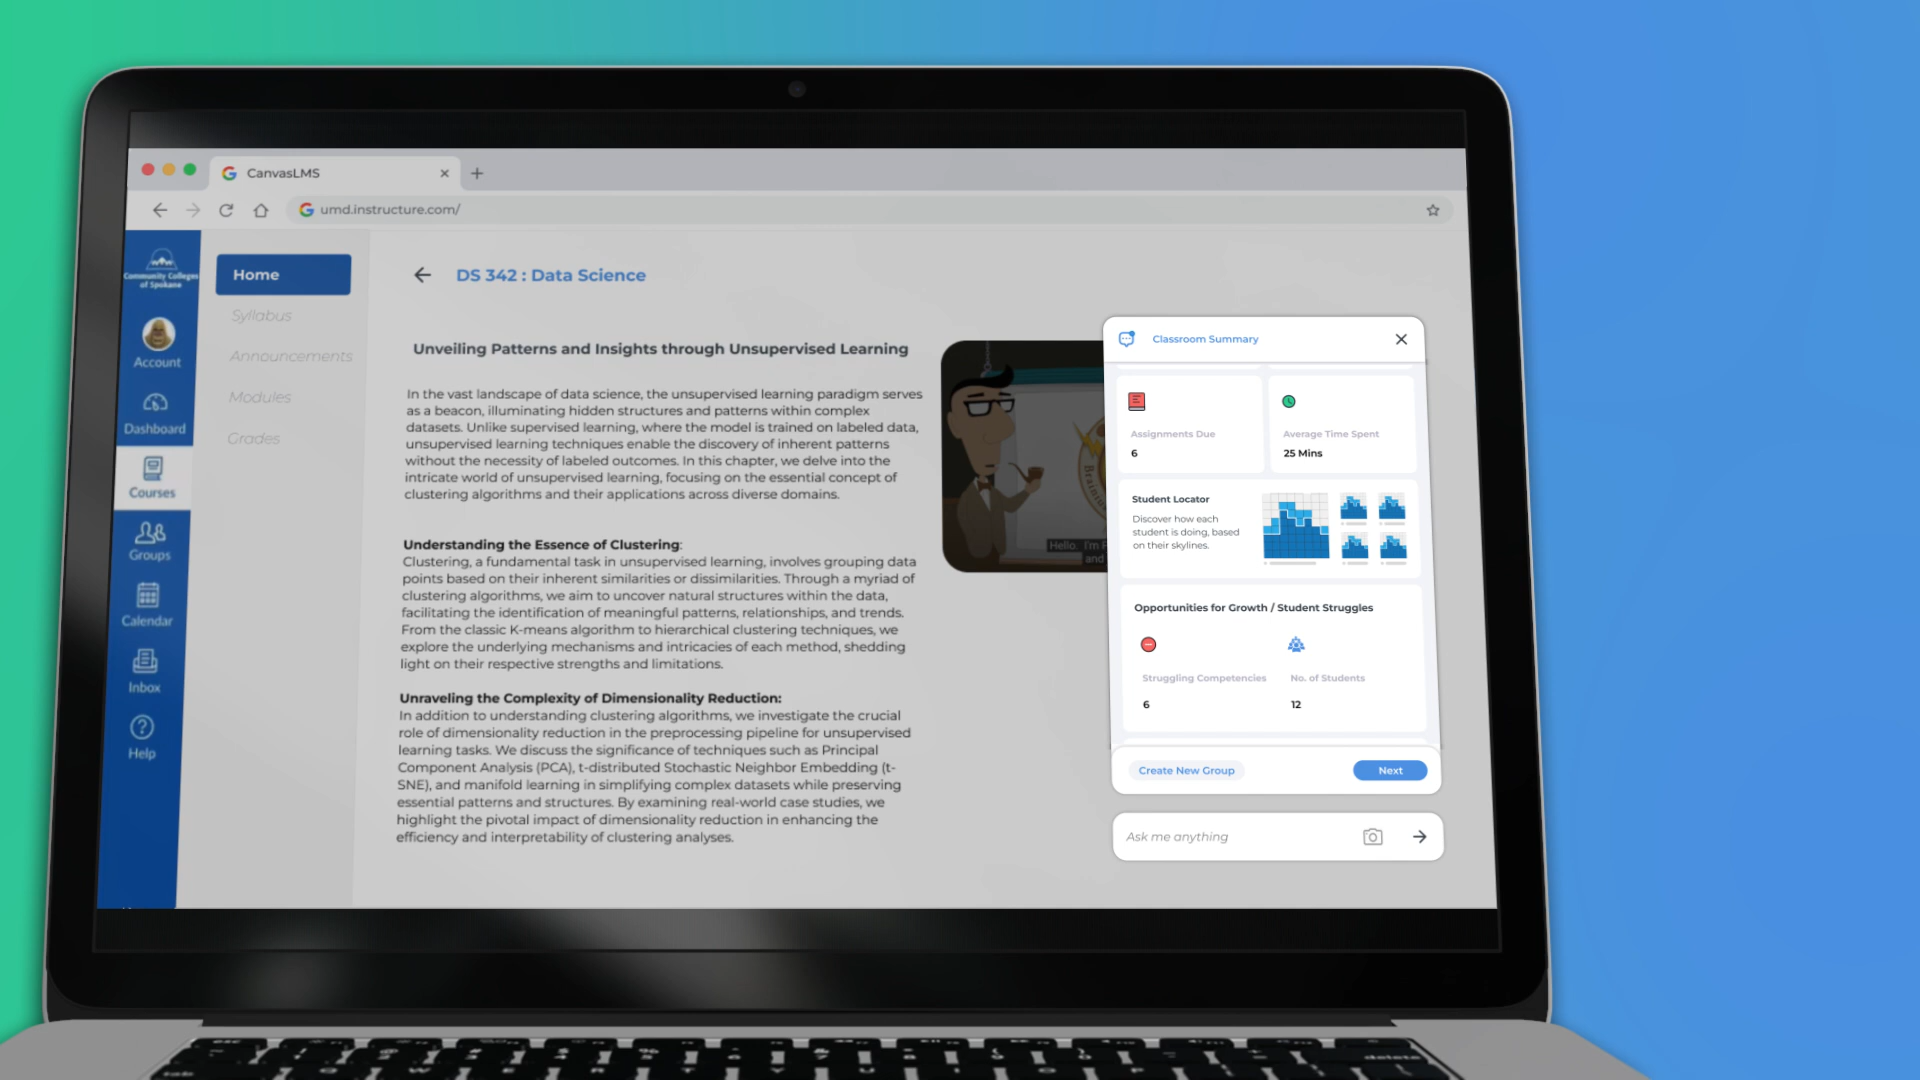 CanvasLMS
umd.instructure.com/
Community Colleges
of Spokane
Account
Dashboard
Courses
Groups
Calendar
Inbox
Help
Home
Syllabus
Announcements
Modules
Grades
DS 342 : Data Science
Unveiling Patterns and Insights through Unsupervised Learning
In the vast landscape of data science, the unsupervised learning paradigm serves
as a beacon, illuminating hidden structures and patterns within complex
datasets. Unlike supervised learning, where the model is trained on labeled data,
unsupervised learning techniques enable the discovery of inherent patterns
without the necessity of labeled outcomes. In this chapter, we delve into the
intricate world of unsupervised learning, focusing on the essential concept of
clustering algorithms and their applications across diverse domains.
Understanding the Essence of Clustering:
Clustering, a fundamental task in unsupervised learning, involves grouping data
points based on their inherent similarities or dissimilarities. Through a myriad of
clustering algorithms, we aim to uncover natural structures within the data,
facilitating the identification of meaningful patterns, relationships, and trends.
From the classic K-means algorithm to hierarchical clustering techniques, we
explore the underlying mechanisms and intricacies of each method, shedding
light on their respective strengths and limitations.
Unraveling the Complexity of Dimensionality Reduction:
In addition to understanding clustering algorithms, we investigate the crucial
role of dimensionality reduction in the preprocessing pipeline for unsupervised
learning tasks. We discuss the significance of techniques such as Principal
Component Analysis (PCA), t-distributed Stochastic Neighbor Embedding (t-
SNE), and manifold learning in simplifying complex datasets while preserving
essential patterns and structures. By examining real-world case studies, we
highlight the pivotal impact of dimensionality reduction in enhancing the
efficiency and interpretability of clustering analyses.
Hello. I'm
and
Classroom Summary
Assignments Due
6
Average Time Spent
25 Mins
Student Locator
Discover how each
student is doing, based
on their skylines.
Opportunities for Growth / Student Struggles
Struggling Competencies
6
No. of Students
12
Create New Group
Next
Ask me anything
delete
tab